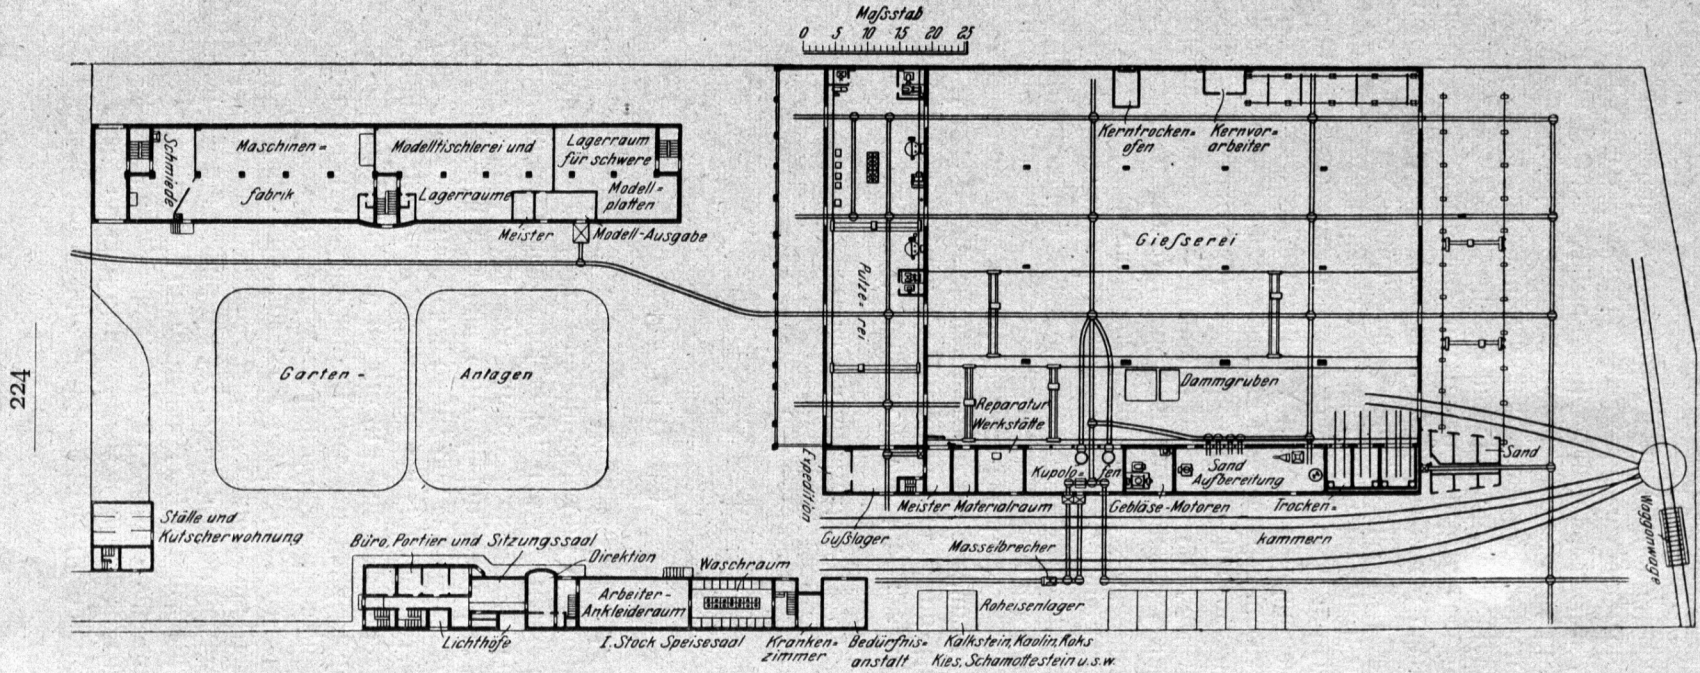 Maßstab
0 5 10 15 20 25
Schmiede
Maschinen=
fabrik
Modelltischlerei und
Lagerräume
Lagerraum
für schwere
Modell=
platten
Meister
Modell-Ausgabe
Kerntrocken=
ofen
Kernvor=
arbeiter
Gießerei
Putze=rei
Garten-
Anlagen
Dammgruben
Reparatur
Werkstätte
224
Expedition
Kupolo=fen
Sand
Aufbereitung
Sand
Ställe und
Kutscherwohnung
Gußlager
Meister
Materialraum
Gebläse-Motoren
Trocken=
kammern
Waggonwage
Büro, Portier und Sitzungssaal
Direktion
Waschraum
Masselbrecher
Arbeiter-
Ankleideraum
Roheisenlager
Lichthöfe
I. Stock Speisesaal
Kranken=
zimmer
Bedürfnis=
anstalt
Kalkstein, Kaolin, Koks
Kies, Schamottestein u.s.w.